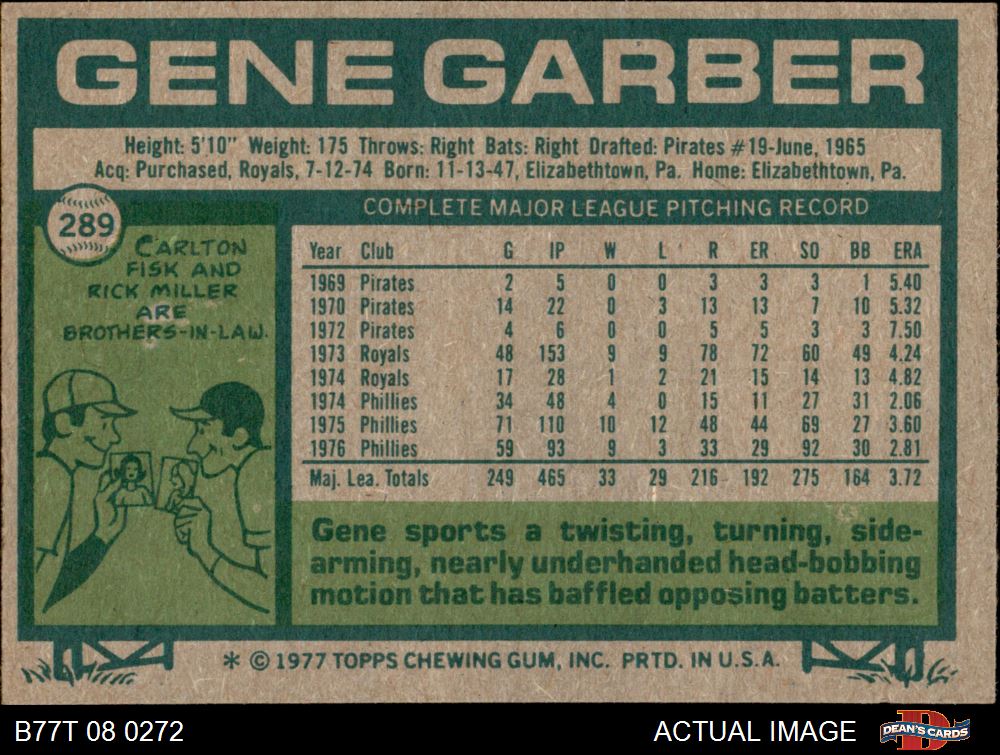 GENE GARBER
Height: 5'10" Weight: 175 Throws: Right Bats: Right Drafted: Pirates #19-June, 1965
Acq: Purchased, Royals, 7-12-74 Born: 11-13-47, Elizabethtown, Pa. Home: Elizabethtown, Pa.
289
CARLTON
FISK AND
RICK MILLER
ARE
BROTHERS-IN-LAW.
COMPLETE MAJOR LEAGUE PITCHING RECORD
Year Club G IP W L R ER SO BB ERA
1969 Pirates 2 5 0 0 3 3 3 1 5.40
1970 Pirates 14 22 0 3 13 13 7 10 5.32
1972 Pirates 4 6 0 0 5 5 3 3 7.50
1973 Royals 48 153 9 9 78 72 60 49 4.24
1974 Royals 17 28 1 2 21 15 14 13 4.82
1974 Phillies 34 48 4 0 15 11 27 31 2.06
1975 Phillies 71 110 10 12 48 44 69 27 3.60
1976 Phillies 59 93 9 3 33 29 92 30 2.81
Maj. Lea. Totals 249 465 33 29 216 192 275 164 3.72
Gene sports a twisting, turning, side-
arming, nearly underhanded head-bobbing
motion that has baffled opposing batters.
* © 1977 TOPPS CHEWING GUM, INC. PRTD. IN U.S.A.
B77T 08 0272
ACTUAL IMAGE
DEAN'S CARDS